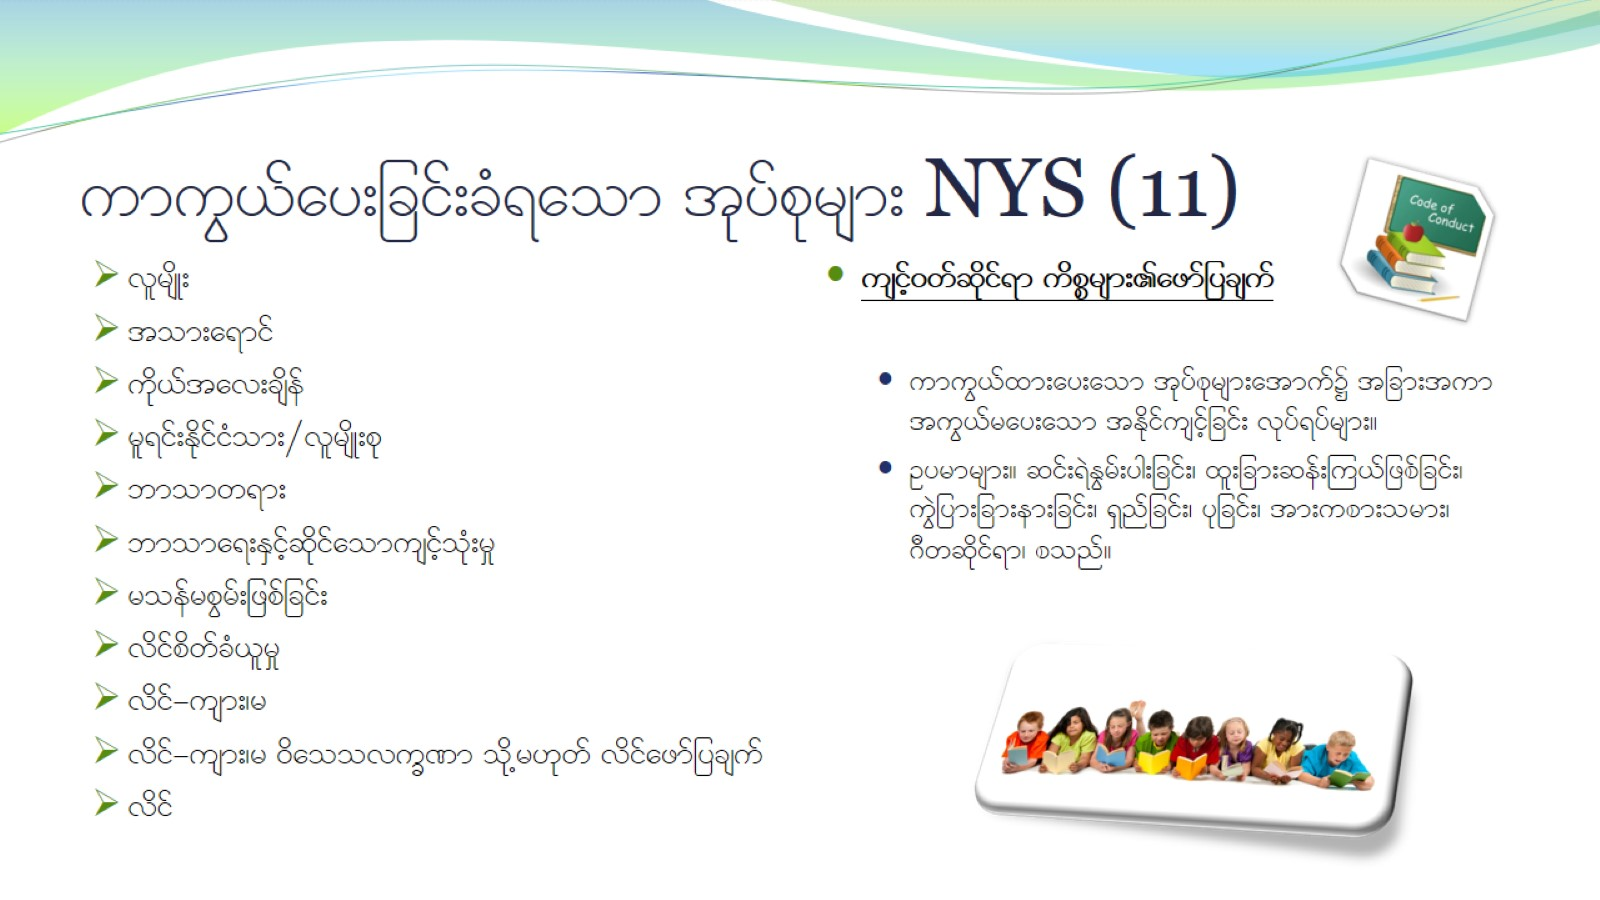 ကာကွယ်ပေးခြင်းခံရသော အုပ်စုများ NYS (11)
လူမျိုး
အသားရောင်
ကိုယ်အလေးချိန်
မူရင်းနိုင်ငံသား/လူမျိုးစု
ဘာသာတရား
ဘာသာရေးနှင့်ဆိုင်သောကျင့်သုံးမှု
မသန်မစွမ်းဖြစ်ခြင်း
လိင်စိတ်ခံယူမှု
လိင်–ကျား၊မ
လိင်–ကျား၊မ ဝိသေသလက္ခဏာ သို့မဟုတ် လိင်ဖော်ပြချက်
လိင်
ကျင့်ဝတ်ဆိုင်ရာ ကိစ္စများ၏ဖော်ပြချက်
ကာကွယ်ထားပေးသော အုပ်စုများအောက်၌ အခြားအကာ
အကွယ်မပေးသော အနိုင်ကျင့်ခြင်း လုပ်ရပ်များ။
ဥပမာများ။ ဆင်းရဲနွမ်းပါးခြင်း၊ ထူးခြားဆန်းကြယ်ဖြစ်ခြင်း၊
ကွဲပြားခြားနားခြင်း၊ ရှည်ခြင်း၊ ပုခြင်း၊ အားကစားသမား၊
ဂီတဆိုင်ရာ၊ စသည်။
Code of
Conduct